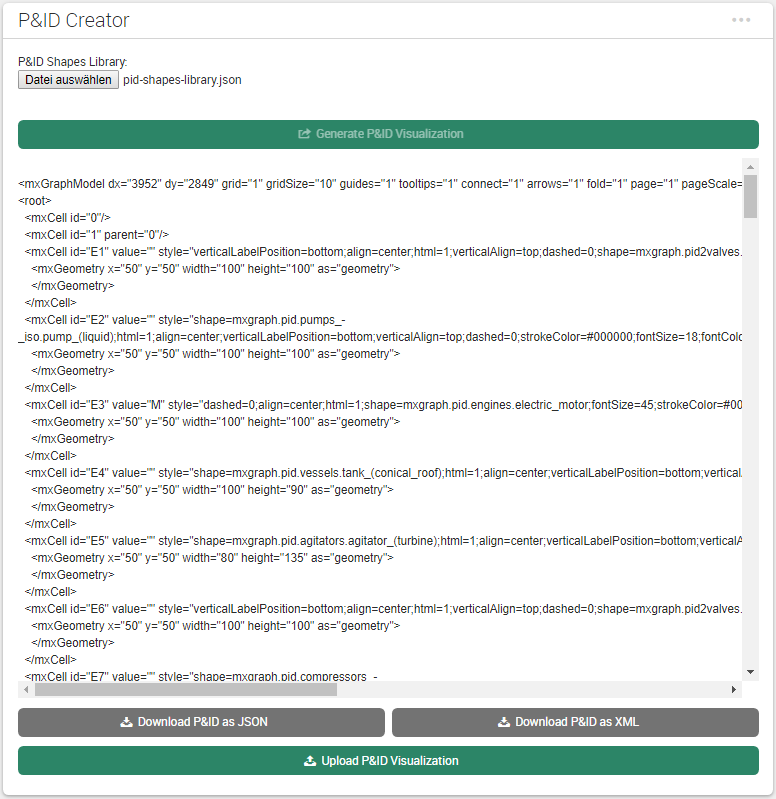 P&ID Creator
P&ID Shapes Library:
Datei auswählen pid-shapes-library.json
Generate P&ID Visualization
<mxGraphModel dx="3952" dy="2849" grid="1" gridSize="10" guides="1" tooltips="1" connect="1" arrows="1" fold="1" page="1" pageScale=
<root>
<mxCell id="0"/>
<mxCell id="1" parent="0"/>
<mxCell id="E1" value="" style="verticalLabelPosition=bottom;align=center;html=1;verticalAlign=top;dashed=0;shape=mxgraph.pid2valves.
<mxGeometry x="50" y="50" width="100" height="100" as="geometry">
</mxGeometry>
</mxCell>
<mxCell id="E2" value="" style="shape=mxgraph.pid.pumps_-
_iso.pump_(liquid);html=1;align=center;verticalLabelPosition=bottom;verticalAlign=top;dashed=0;strokeColor=#000000;fontSize=18;fontColo
<mxGeometry x="50" y="50" width="100" height="100" as="geometry">
</mxGeometry>
</mxCell>
<mxCell id="E3" value="M" style="dashed=0;align=center;html=1;shape=mxgraph.pid.engines.electric_motor;fontSize=45;strokeColor=#00
<mxGeometry x="50" y="50" width="100" height="100" as="geometry">
</mxGeometry>
</mxCell>
<mxCell id="E4" value="" style="shape=mxgraph.pid.vessels.tank_(conical_roof);html=1;align=center;verticalLabelPosition=bottom;vertical
<mxGeometry x="50" y="50" width="100" height="90" as="geometry">
</mxGeometry>
</mxCell>
<mxCell id="E5" value="" style="shape=mxgraph.pid.agitators.agitator_(turbine);html=1;align=center;verticalLabelPosition=bottom;verticalA
<mxGeometry x="50" y="50" width="80" height="135" as="geometry">
</mxGeometry>
</mxCell>
<mxCell id="E6" value="" style="verticalLabelPosition=bottom;align=center;html=1;verticalAlign=top;dashed=0;shape=mxgraph.pid2valves.
<mxGeometry x="50" y="50" width="100" height="100" as="geometry">
</mxGeometry>
</mxCell>
<mxCell id="E7" value="" style="shape=mxgraph.pid.compressors_-
Download P&ID as JSON
Download P&ID as XML
Upload P&ID Visualization